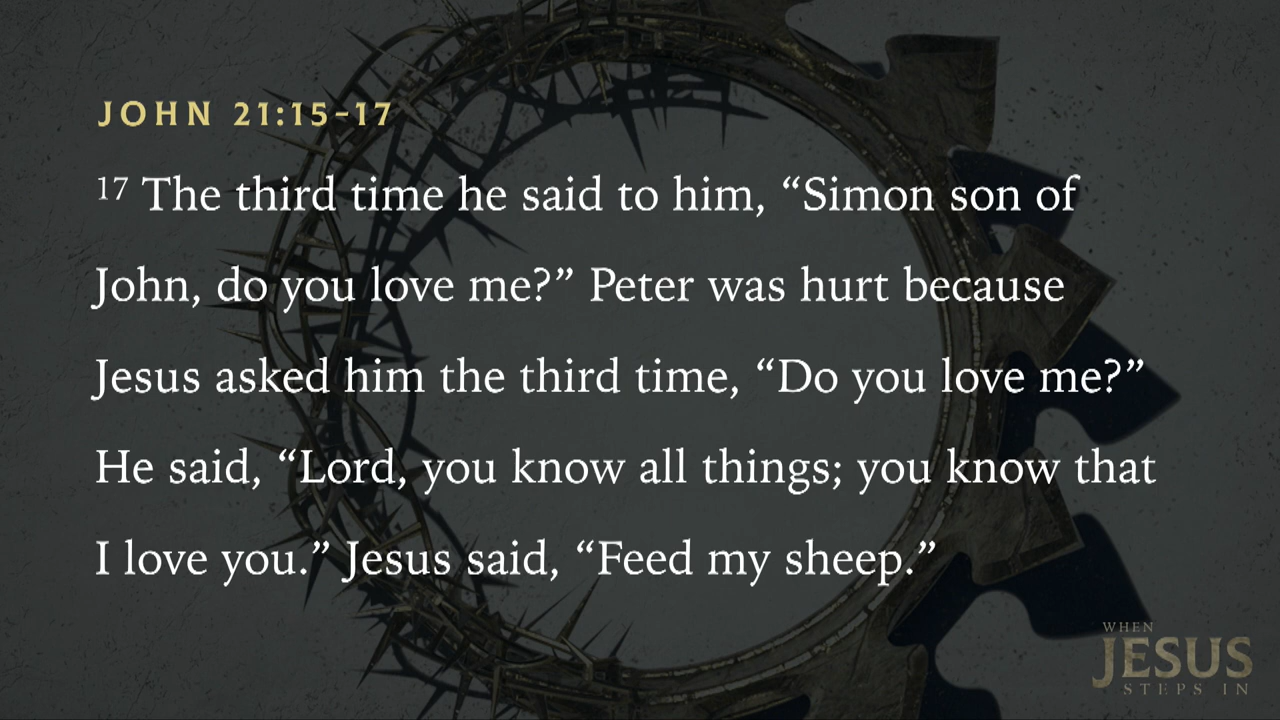 JOHN 21:15-17
17 The third time he said to him, “Simon son of
John, do you love me?” Peter was hurt because
Jesus asked him the third time, “Do you love me?”
He said, “Lord, you know all things; you know that
I love you.” Jesus said, “Feed my sheep.”
WHEN
JESUS
STEPS IN